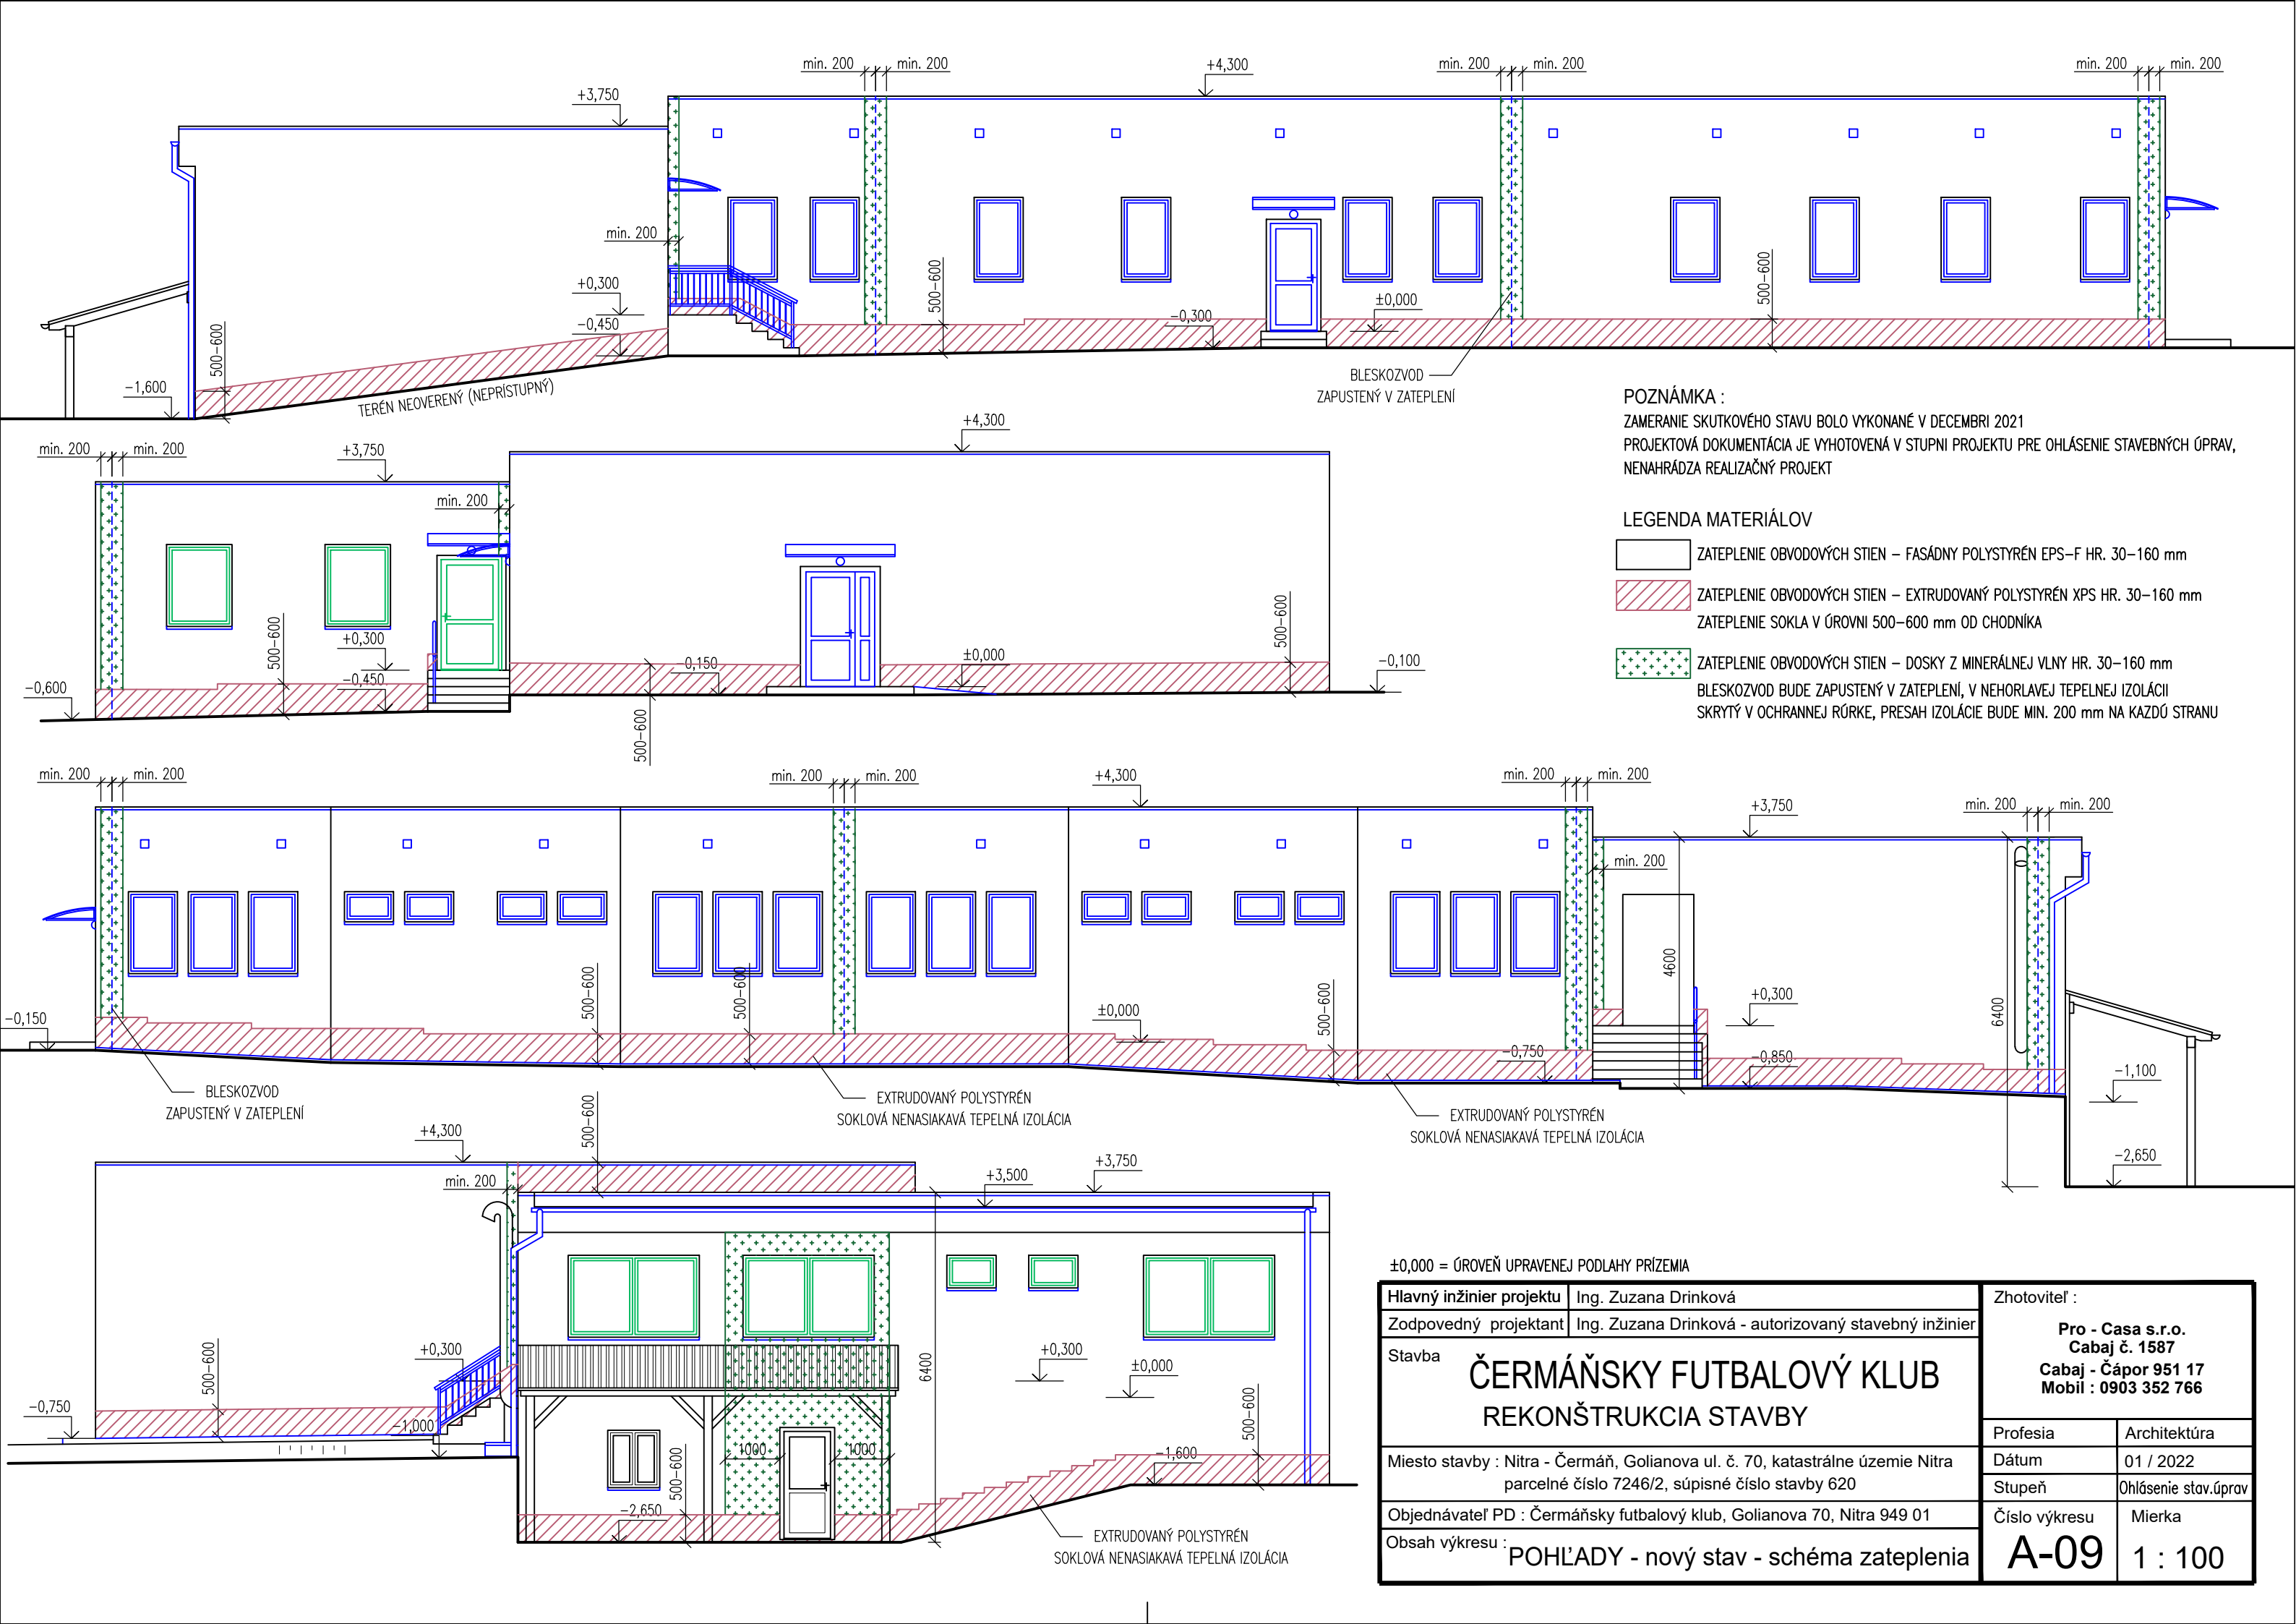 min. 200 min. 200
+4,300
min. 200 min. 200
min. 200 min. 200
+3,750
min. 200
+0,300
-0,450
500-600
-1,600
TERÉN NEOVERENÝ (NEPRÍSTUPNÝ)
500-600
-0,300
±0,000
500-600
BLESKOZVOD
ZAPUSTENÝ V ZATEPLENÍ
POZNÁMKA :
ZAMERANIE SKUTKOVÉHO STAVU BOLO VYKONANÉ V DECEMBRI 2021
PROJEKTOVÁ DOKUMENTÁCIA JE VYHOTOVENÁ V STUPNI PROJEKTU PRE OHLÁSENIE STAVEBNÝCH ÚPRAV,
NENAHRÁDZA REALIZAČNÝ PROJEKT
LEGENDA MATERIÁLOV
ZATEPLENIE OBVODOVÝCH STIEN – FASÁDNY POLYSTYRÉN EPS-F HR. 30-160 mm
ZATEPLENIE OBVODOVÝCH STIEN – EXTRUDOVANÝ POLYSTYRÉN XPS HR. 30-160 mm
ZATEPLENIE SOKLA V ÚROVNI 500-600 mm OD CHODNÍKA
ZATEPLENIE OBVODOVÝCH STIEN – DOSKY Z MINERÁLNEJ VLNY HR. 30-160 mm
BLESKOZVOD BUDE ZAPUSTENÝ V ZATEPLENÍ, V NEHORLAVEJ TEPELNEJ IZOLÁCII
SKRYTÝ V OCHRANNEJ RÚRKE, PRESAH IZOLÁCIE BUDE MIN. 200 mm NA KAZDÚ STRANU
min. 200 min. 200
+3,750
+4,300
min. 200
500-600
+0,300
-0,450
-0,600
-0,150
500-600
±0,000
500-600
-0,100
min. 200 min. 200
min. 200 min. 200
+4,300
min. 200 min. 200
+3,750
min. 200 min. 200
min. 200
4600
6400
-0,150
500-600
500-600
±0,000
500-600
-0,750
+0,300
-0,850
-1,100
-2,650
BLESKOZVOD
ZAPUSTENÝ V ZATEPLENÍ
EXTRUDOVANÝ POLYSTYRÉN
SOKLOVÁ NENASIAKAVÁ TEPELNÁ IZOLÁCIA
EXTRUDOVANÝ POLYSTYRÉN
SOKLOVÁ NENASIAKAVÁ TEPELNÁ IZOLÁCIA
+4,300
500-600
min. 200
+3,500
+3,750
500-600
+0,300
-0,750
-1,000
6400
+0,300
±0,000
1000 1000
500-600
-2,650
-1,600
500-600
EXTRUDOVANÝ POLYSTYRÉN
SOKLOVÁ NENASIAKAVÁ TEPELNÁ IZOLÁCIA
±0,000 = ÚROVEŇ UPRAVENEJ PODLAHY PRÍZEMIA
Hlavný inžinier projektu Ing. Zuzana Drinková
Zodpovedný projektant Ing. Zuzana Drinková - autorizovaný stavebný inžinier
Stavba
ČERMÁŇSKY FUTBALOVÝ KLUB
REKONŠTRUKCIA STAVBY
Miesto stavby : Nitra - Čermáň, Golianova ul. č. 70, katastrálne územie Nitra
parcelné číslo 7246/2, súpisné číslo stavby 620
Objednávateľ PD : Čermáňsky futbalový klub, Golianova 70, Nitra 949 01
Obsah výkresu : POHĽADY - nový stav - schéma zateplenia
Zhotoviteľ :
Pro - Casa s.r.o.
Cabaj č. 1587
Cabaj - Čápor 951 17
Mobil : 0903 352 766
Profesia Architektúra
Dátum 01 / 2022
Stupeň Ohlásenie stav.úprav
Číslo výkresu Mierka
A-09 1 : 100